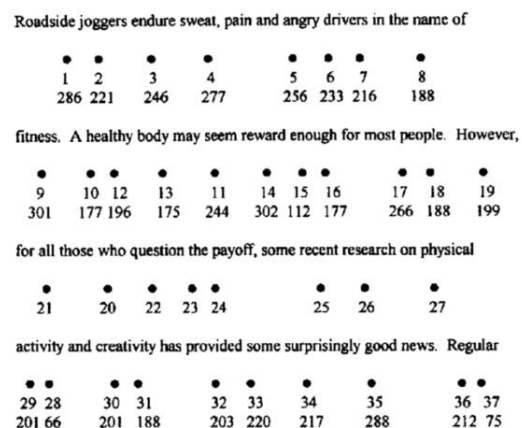 Roadside joggers endure sweat, pain and angry drivers in the name of
1 2 3 4 5 6 7 8
286 221 246 277 256 233 216 188
fitness. A healthy body may seem reward enough for most people. However,
9 10 12 13 11 14 15 16 17 18 19
301 177 196 175 244 302 112 177 266 188 199
for all those who question the payoff, some recent research on physical
21 20 22 23 24 25 26 27
activity and creativity has provided some surprisingly good news. Regular
29 28 30 31 32 33 34 35 36 37
201 66 201 188 203 220 217 288 212 75